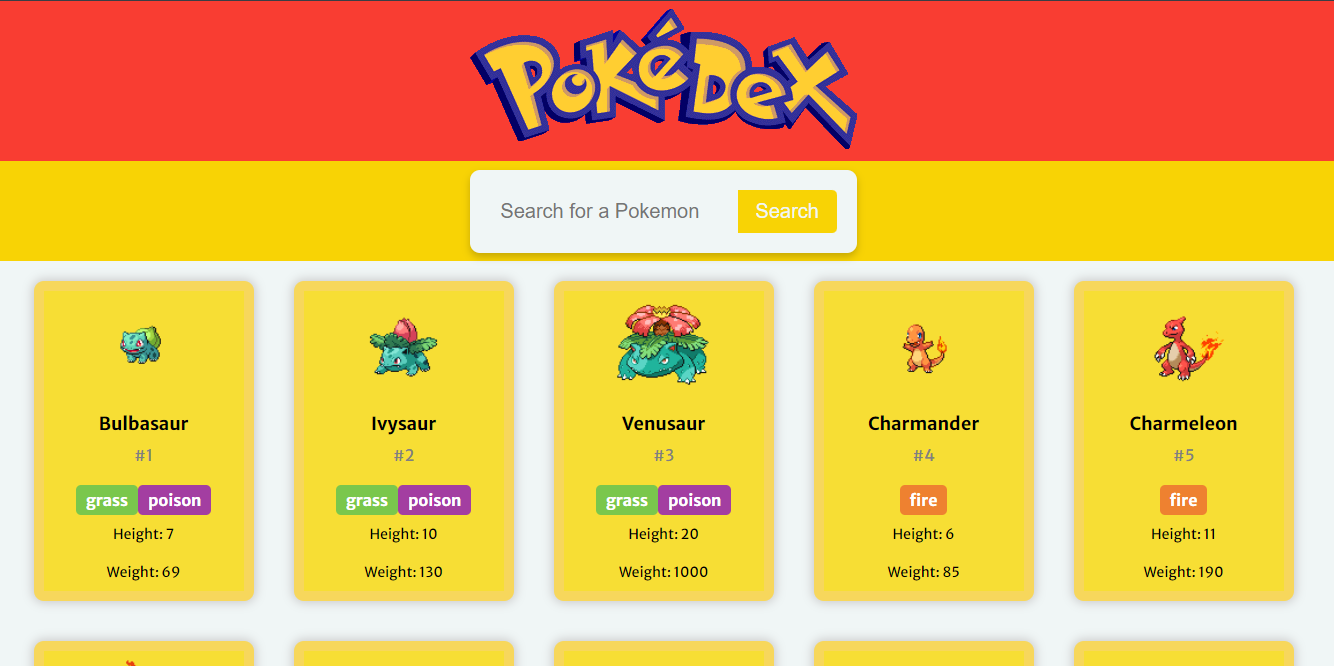 PoKéDex
Search for a Pokemon Search
Bulbasaur
#1
grass poison
Height: 7
Weight: 69
Ivysaur
#2
grass poison
Height: 10
Weight: 130
Venusaur
#3
grass poison
Height: 20
Weight: 1000
Charmander
#4
fire
Height: 6
Weight: 85
Charmeleon
#5
fire
Height: 11
Weight: 190